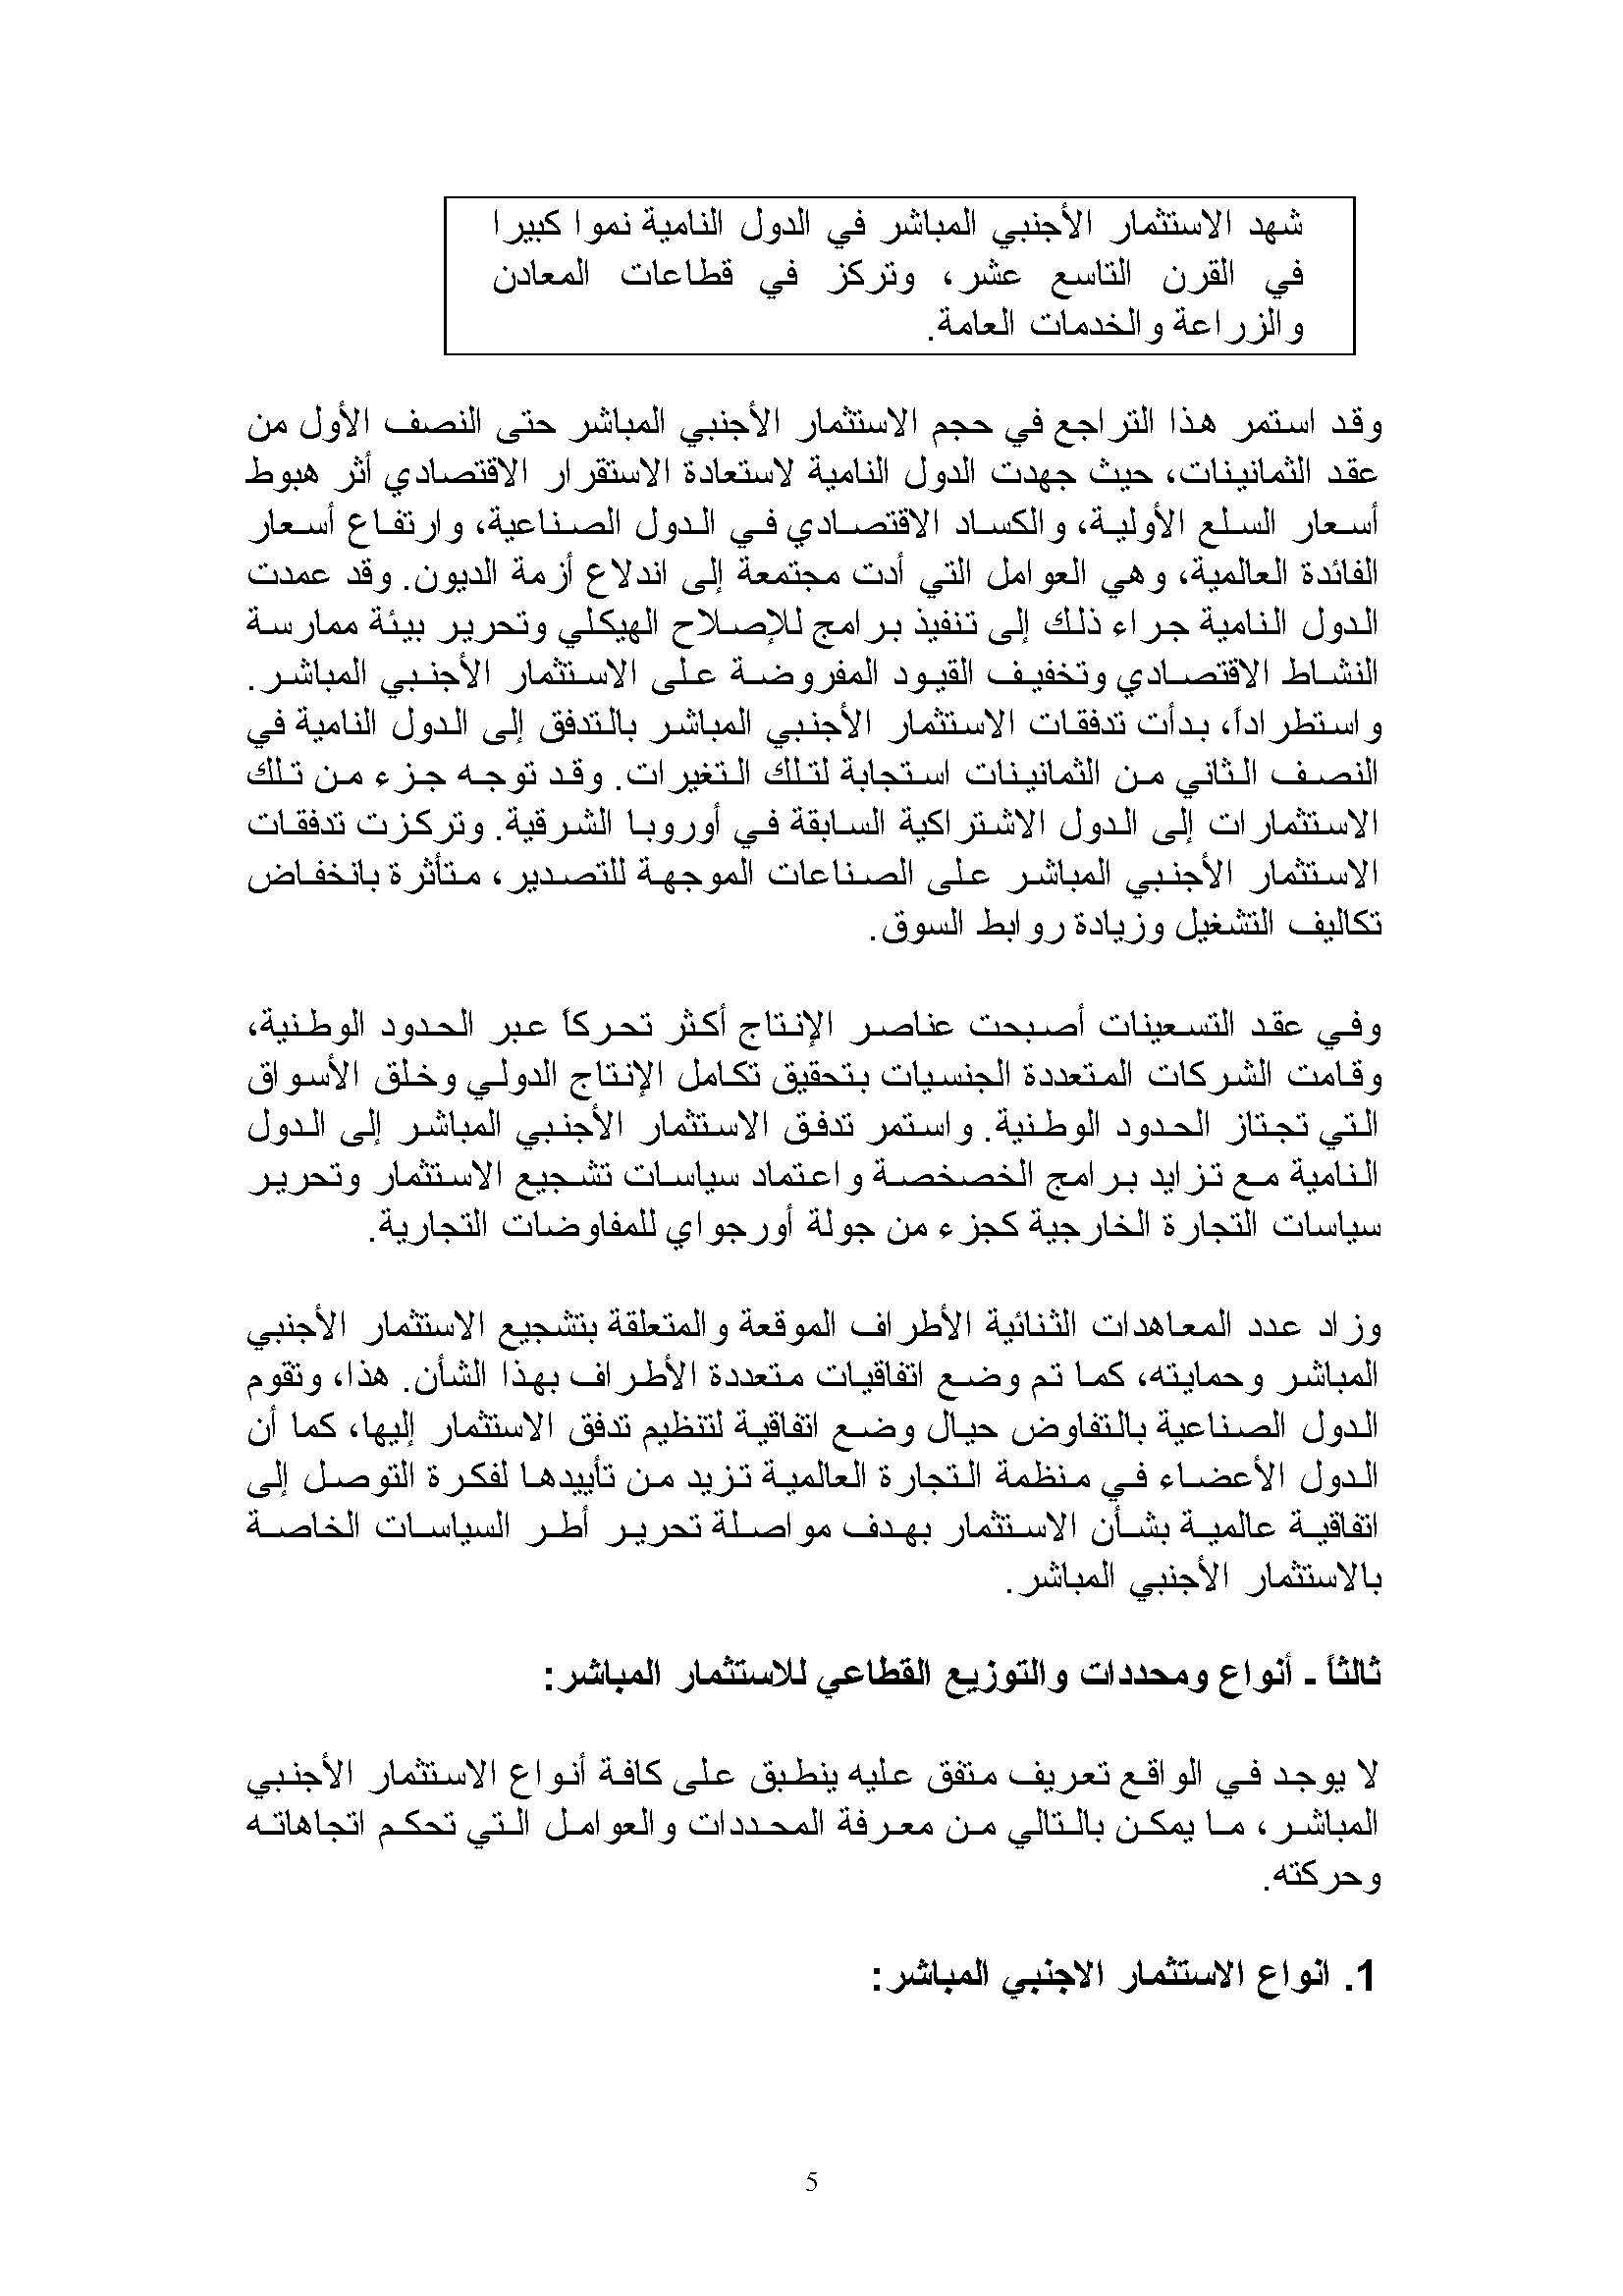 شهد الاستثمار الأجنبي المباشر في الدول النامية نموا كبيرا
في القرن التاسع عشر، وتركز في قطاعات المعادن
والزراعة والخدمات العامة.
وقد استمر هذا التراجع في حجم الاستثمار الأجنبي المباشر حتى النصف الأول من
عقد الثمانينات، حيث جهدت الدول النامية لاستعادة الاستقرار الاقتصادي أثر هبوط
أسعار السلع الأولية، والكساد الاقتصادي في الدول الصناعية، وارتفاع أسعار
الفائدة العالمية، وهي العوامل التي أدت مجتمعة إلى اندلاع أزمة الديون. وقد عمدت
الدول النامية جراء ذلك إلى تنفيذ برامج للإصلاح الهيكلي وتحرير بيئة ممارسة
النشاط الاقتصادي وتخفيف القيود المفروضة على الاستثمار الأجنبي المباشر.
واستطراداً، بدأت تدفقات الاستثمار الأجنبي المباشر بالتدفق إلى الدول النامية في
النصف الثاني من الثمانينات استجابة لتلك التغيرات. وقد توجه جزء من تلك
الاستثمارات إلى الدول الاشتراكية السابقة في أوروبا الشرقية. وتركزت تدفقات
الاستثمار الأجنبي المباشر على الصناعات الموجهة للتصدير، متأثرة بانخفاض
تكاليف التشغيل وزيادة روابط السوق.
وفي عقد التسعينات أصبحت عناصر الإنتاج أكثر تحركاً عبر الحدود الوطنية،
وقامت الشركات المتعددة الجنسيات بتحقيق تكامل الإنتاج الدولي وخلق الأسواق
التي تجتاز الحدود الوطنية. واستمر تدفق الاستثمار الأجنبي المباشر إلى الدول
النامية مع تزايد برامج الخصخصة واعتماد سياسات تشجيع الاستثمار وتحرير
سياسات التجارة الخارجية كجزء من جولة أورجواي للمفاوضات التجارية.
وزاد عدد المعاهدات الثنائية الأطراف الموقعة والمتعلقة بتشجيع الاستثمار الأجنبي
المباشر وحمايته، كما تم وضع اتفاقيات متعددة الأطراف بهذا الشأن. هذا، وتقوم
الدول الصناعية بالتفاوض حيال وضع اتفاقية لتنظيم تدفق الاستثمار إليها، كما أن
الدول الأعضاء في منظمة التجارة العالمية تزيد من تأييدها لفكرة التوصل إلى
اتفاقية عالمية بشأن الاستثمار بهدف مواصلة تحرير أطر السياسات الخاصة
بالاستثمار الأجنبي المباشر.
ثالثاً ـ أنواع ومحددات والتوزيع القطاعي للاستثمار المباشر:
لا يوجد في الواقع تعريف متفق عليه ينطبق على كافة أنواع الاستثمار الأجنبي
المباشر، ما يمكن بالتالي من معرفة المحددات والعوامل التي تحكم اتجاهاته
وحركته.
1. انواع الاستثمار الاجنبي المباشر:
5